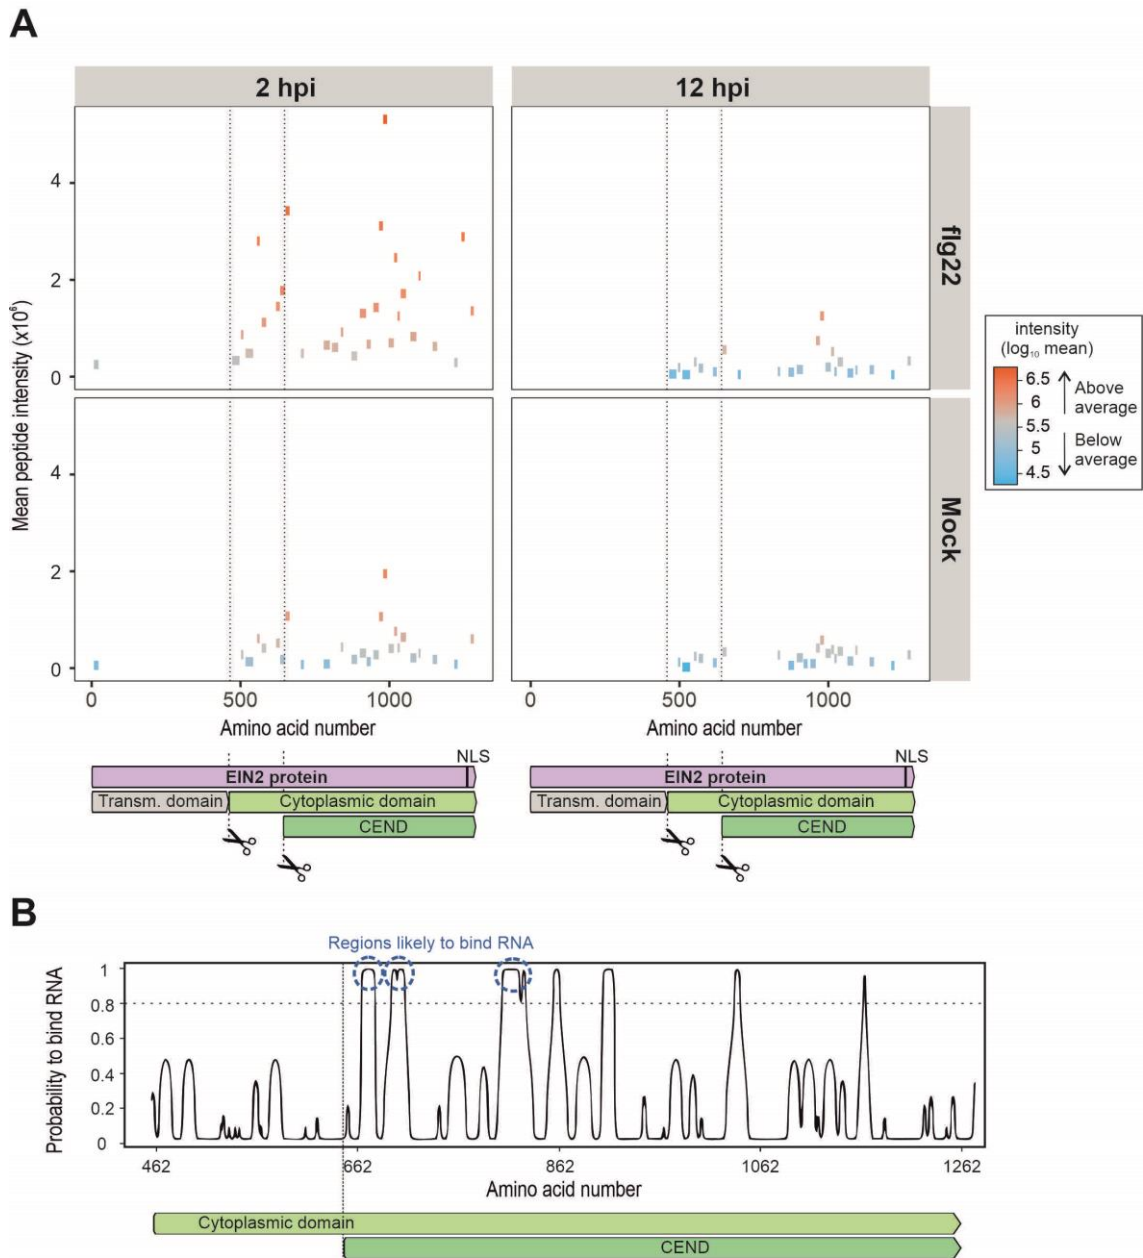 A
2 hpi
12 hpi
Mean peptide intensity (x10⁶)
4
2
0
flg22
4
2
0
Mock
intensity
(log₁₀ mean)
6.5
6
5.5
5
4.5
Above
average
Below
average
0 500 1000
0 500 1000
Amino acid number
Amino acid number
NLS
EIN2 protein
Transm. domain
Cytoplasmic domain
CEND
NLS
EIN2 protein
Transm. domain
Cytoplasmic domain
CEND
B
Regions likely to bind RNA
Probability to bind RNA
1
0.8
0.6
0.4
0.2
0
462 662 862 1062 1262
Amino acid number
Cytoplasmic domain
CEND